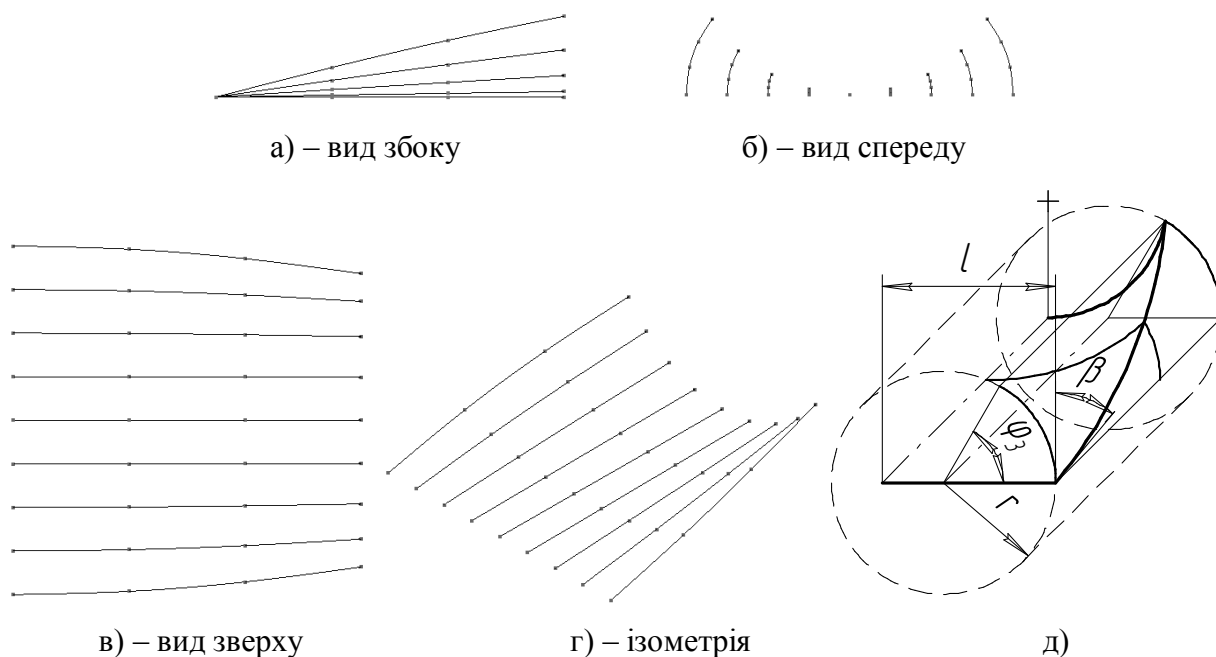 а) – вид збоку
б) – вид спереду
l
β
φ3
r
в) – вид зверху
г) – ізометрія
д)